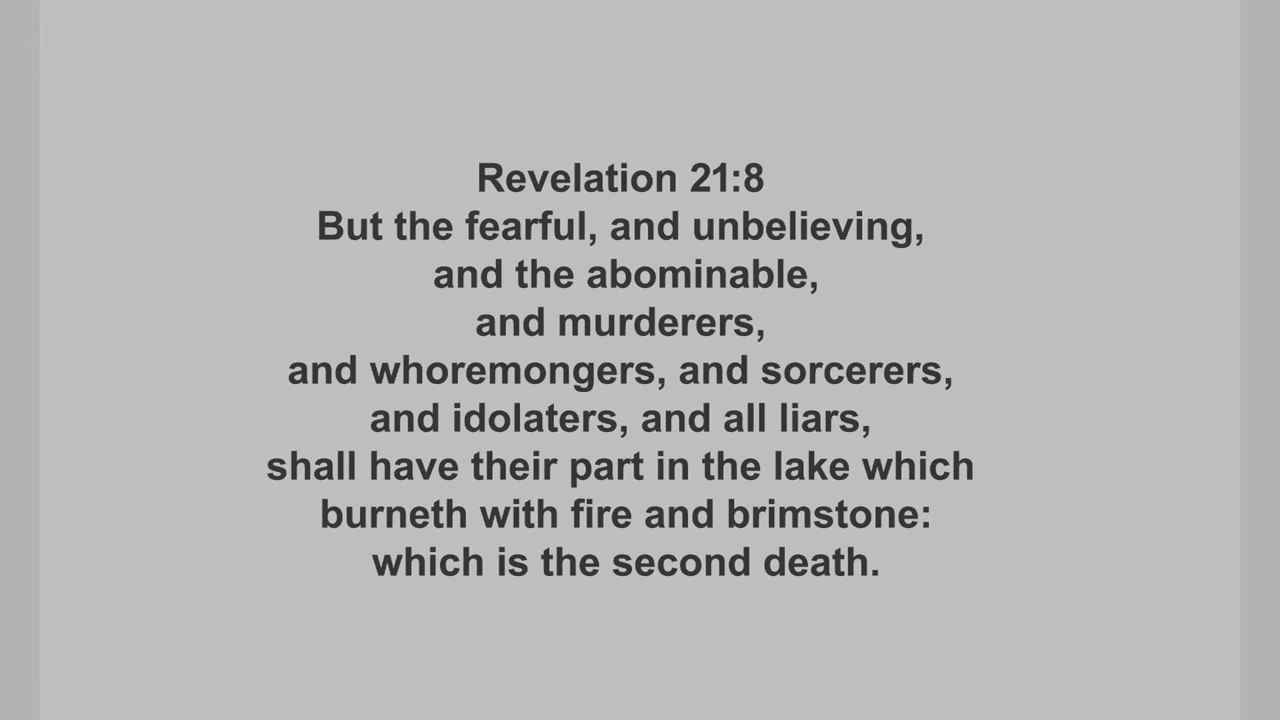 Revelation 21:8
But the fearful, and unbelieving,
and the abominable,
and murderers,
and whoremongers, and sorcerers,
and idolaters, and all liars,
shall have their part in the lake which
burneth with fire and brimstone:
which is the second death.